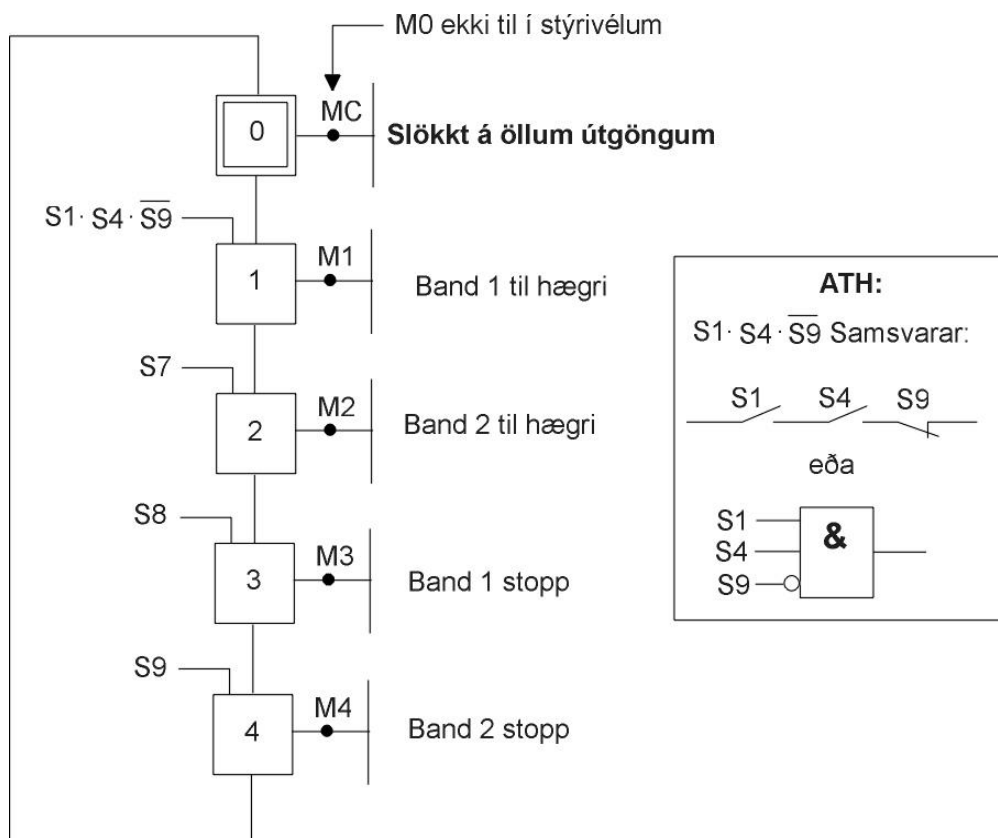 M0 ekki til í stýrivélum
0
MC
Slökkt á öllum útgöngum
S1· S4 · S̅9̅
1
M1
Band 1 til hægri
S7
2
M2
Band 2 til hægri
S8
3
M3
Band 1 stopp
S9
4
M4
Band 2 stopp
ATH:
S1· S4 · S̅9̅ Samsvarar:
S1 S4 S9
eða
S1
S4
S9
&